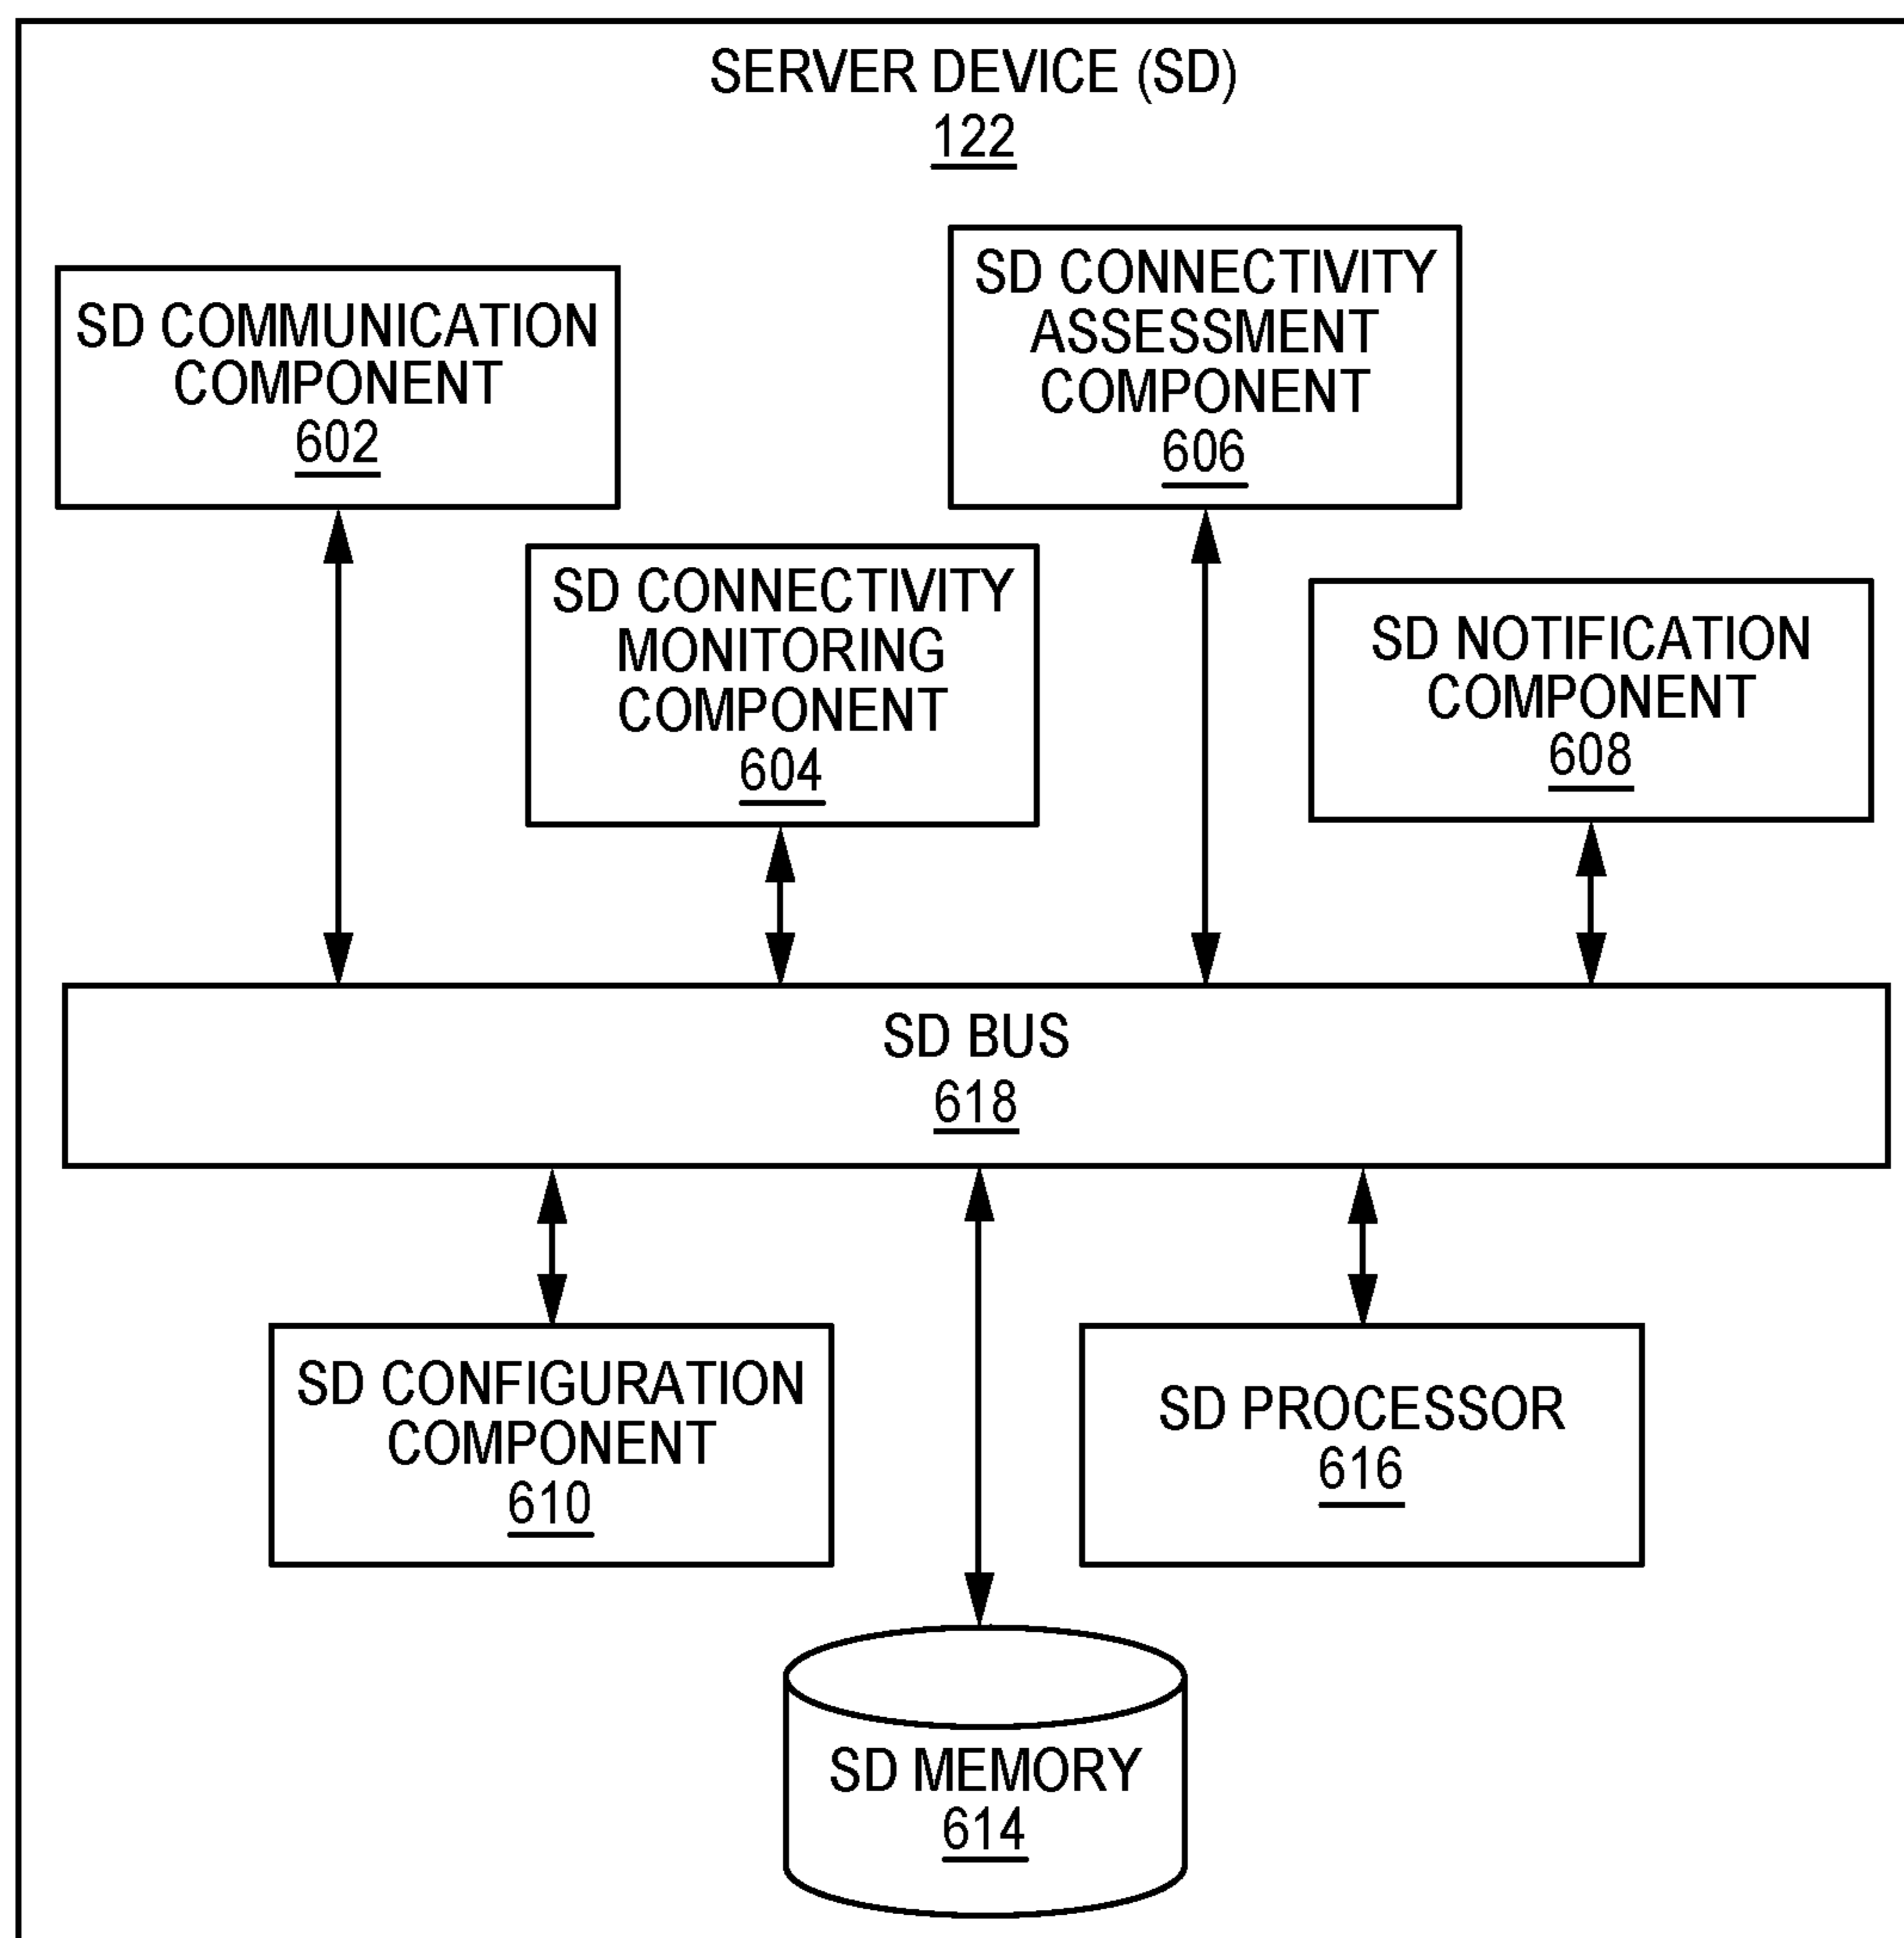 SERVER DEVICE (SD)
122
SD COMMUNICATION
COMPONENT
602
SD CONNECTIVITY
ASSESSMENT
COMPONENT
606
SD CONNECTIVITY
MONITORING
COMPONENT
604
SD NOTIFICATION
COMPONENT
608
SD BUS
618
SD CONFIGURATION
COMPONENT
610
SD PROCESSOR
616
SD MEMORY
614